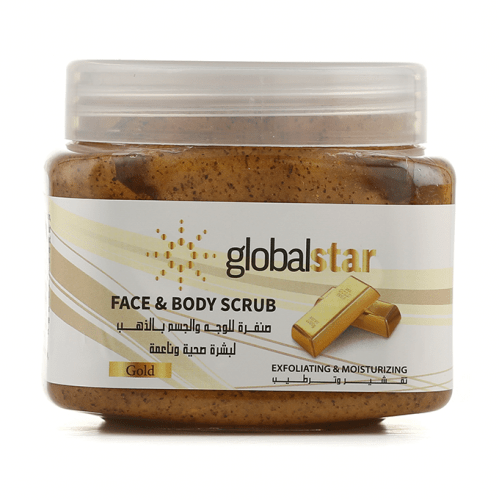 globalstar
FACE & BODY SCRUB
صنفرة للوجه والجسم بالذهب
لبشرة صحية وناعمة
Gold
EXFOLIATING & MOISTURIZING
تقشير وترطيب